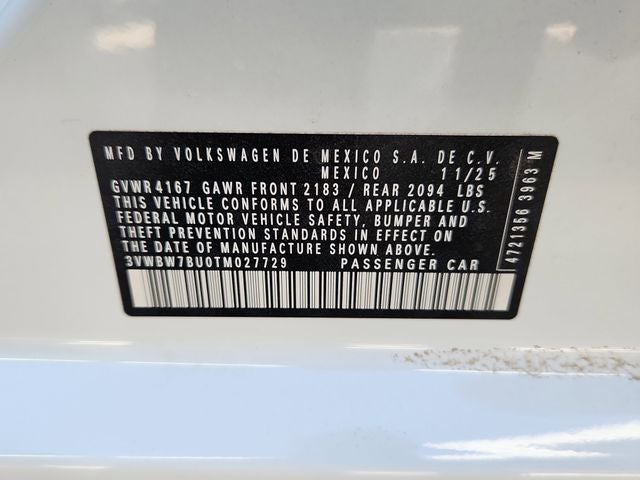 MFD BY VOLKSWAGEN DE MEXICO S.A. DE C.V.
MEXICO 11/25
GVWR 4167 GAWR FRONT 2183 / REAR 2094 LBS
THIS VEHICLE CONFORMS TO ALL APPLICABLE U.S.
FEDERAL MOTOR VEHICLE SAFETY, BUMPER AND
THEFT PREVENTION STANDARDS IN EFFECT ON
THE DATE OF MANUFACTURE SHOWN ABOVE.
3VWBW7BU0TM027729 PASSENGER CAR
4721356 3963 M